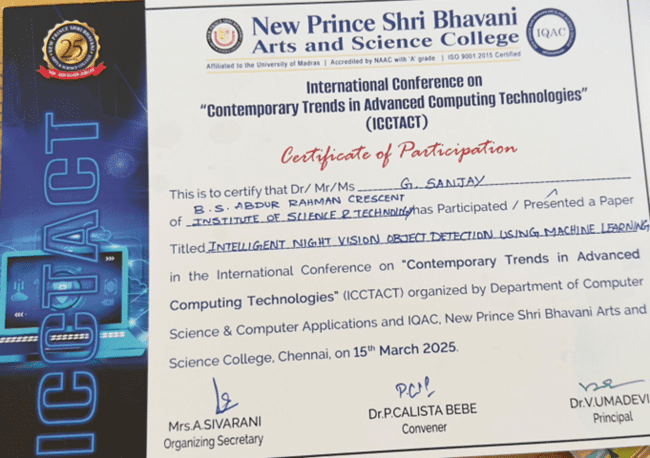 25
New Prince Shri Bhavani
Arts and Science College
IQAC
Affiliated to the University of Madras | Accredited by NAAC with 'A' grade | ISO 9001:2015 Certified
International Conference on
"Contemporary Trends in Advanced Computing Technologies"
(ICCTACT)
Certificate of Participation
This is to certify that Dr/ Mr/Ms G. SANJAY
of B.S. ABDUR RAHMAN CRESCENT
INSTITUTE OF SCIENCE & TECHNOLOGY has Participated / Presented a Paper
Titled INTELLIGENT NIGHT VISION OBJECT DETECTION USING MACHINE LEARNING
in the International Conference on "Contemporary Trends in Advanced
Computing Technologies" (ICCTACT) organized by Department of Computer
Science & Computer Applications and IQAC, New Prince Shri Bhavani Arts and
Science College, Chennai, on 15th March 2025.
Mrs.A.SIVARANI
Organizing Secretary
Dr.P.CALISTA BEBE
Convener
Dr.V.UMADEVI
Principal
ICCTACT